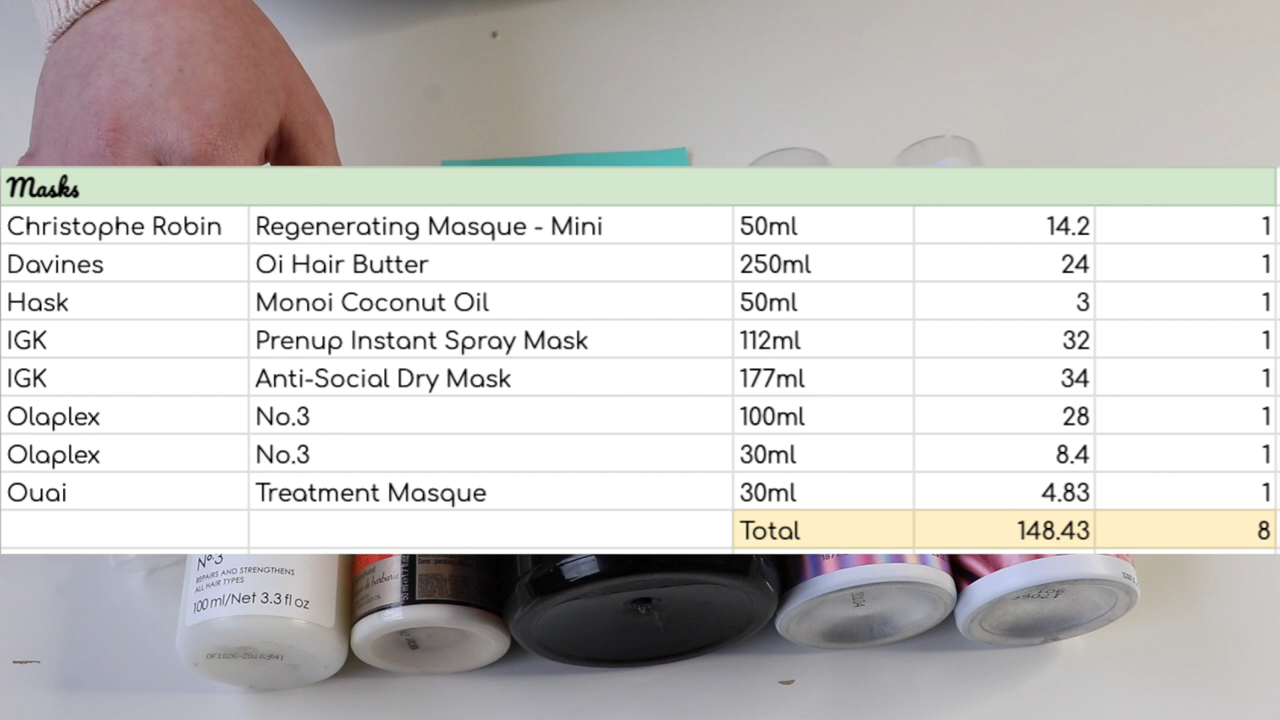 Masks
Christophe Robin Regenerating Masque - Mini 50ml 14.2 1
Davines Oi Hair Butter 250ml 24 1
Hask Monoi Coconut Oil 50ml 3 1
IGK Prenup Instant Spray Mask 112ml 32 1
IGK Anti-Social Dry Mask 177ml 34 1
Olaplex No.3 100ml 28 1
Olaplex No.3 30ml 8.4 1
Ouai Treatment Masque 30ml 4.83 1
Total 148.43 8
Nº.3
REPAIRS AND STRENGTHENS
ALL HAIR TYPES
100ml/Net 3.3 fl oz